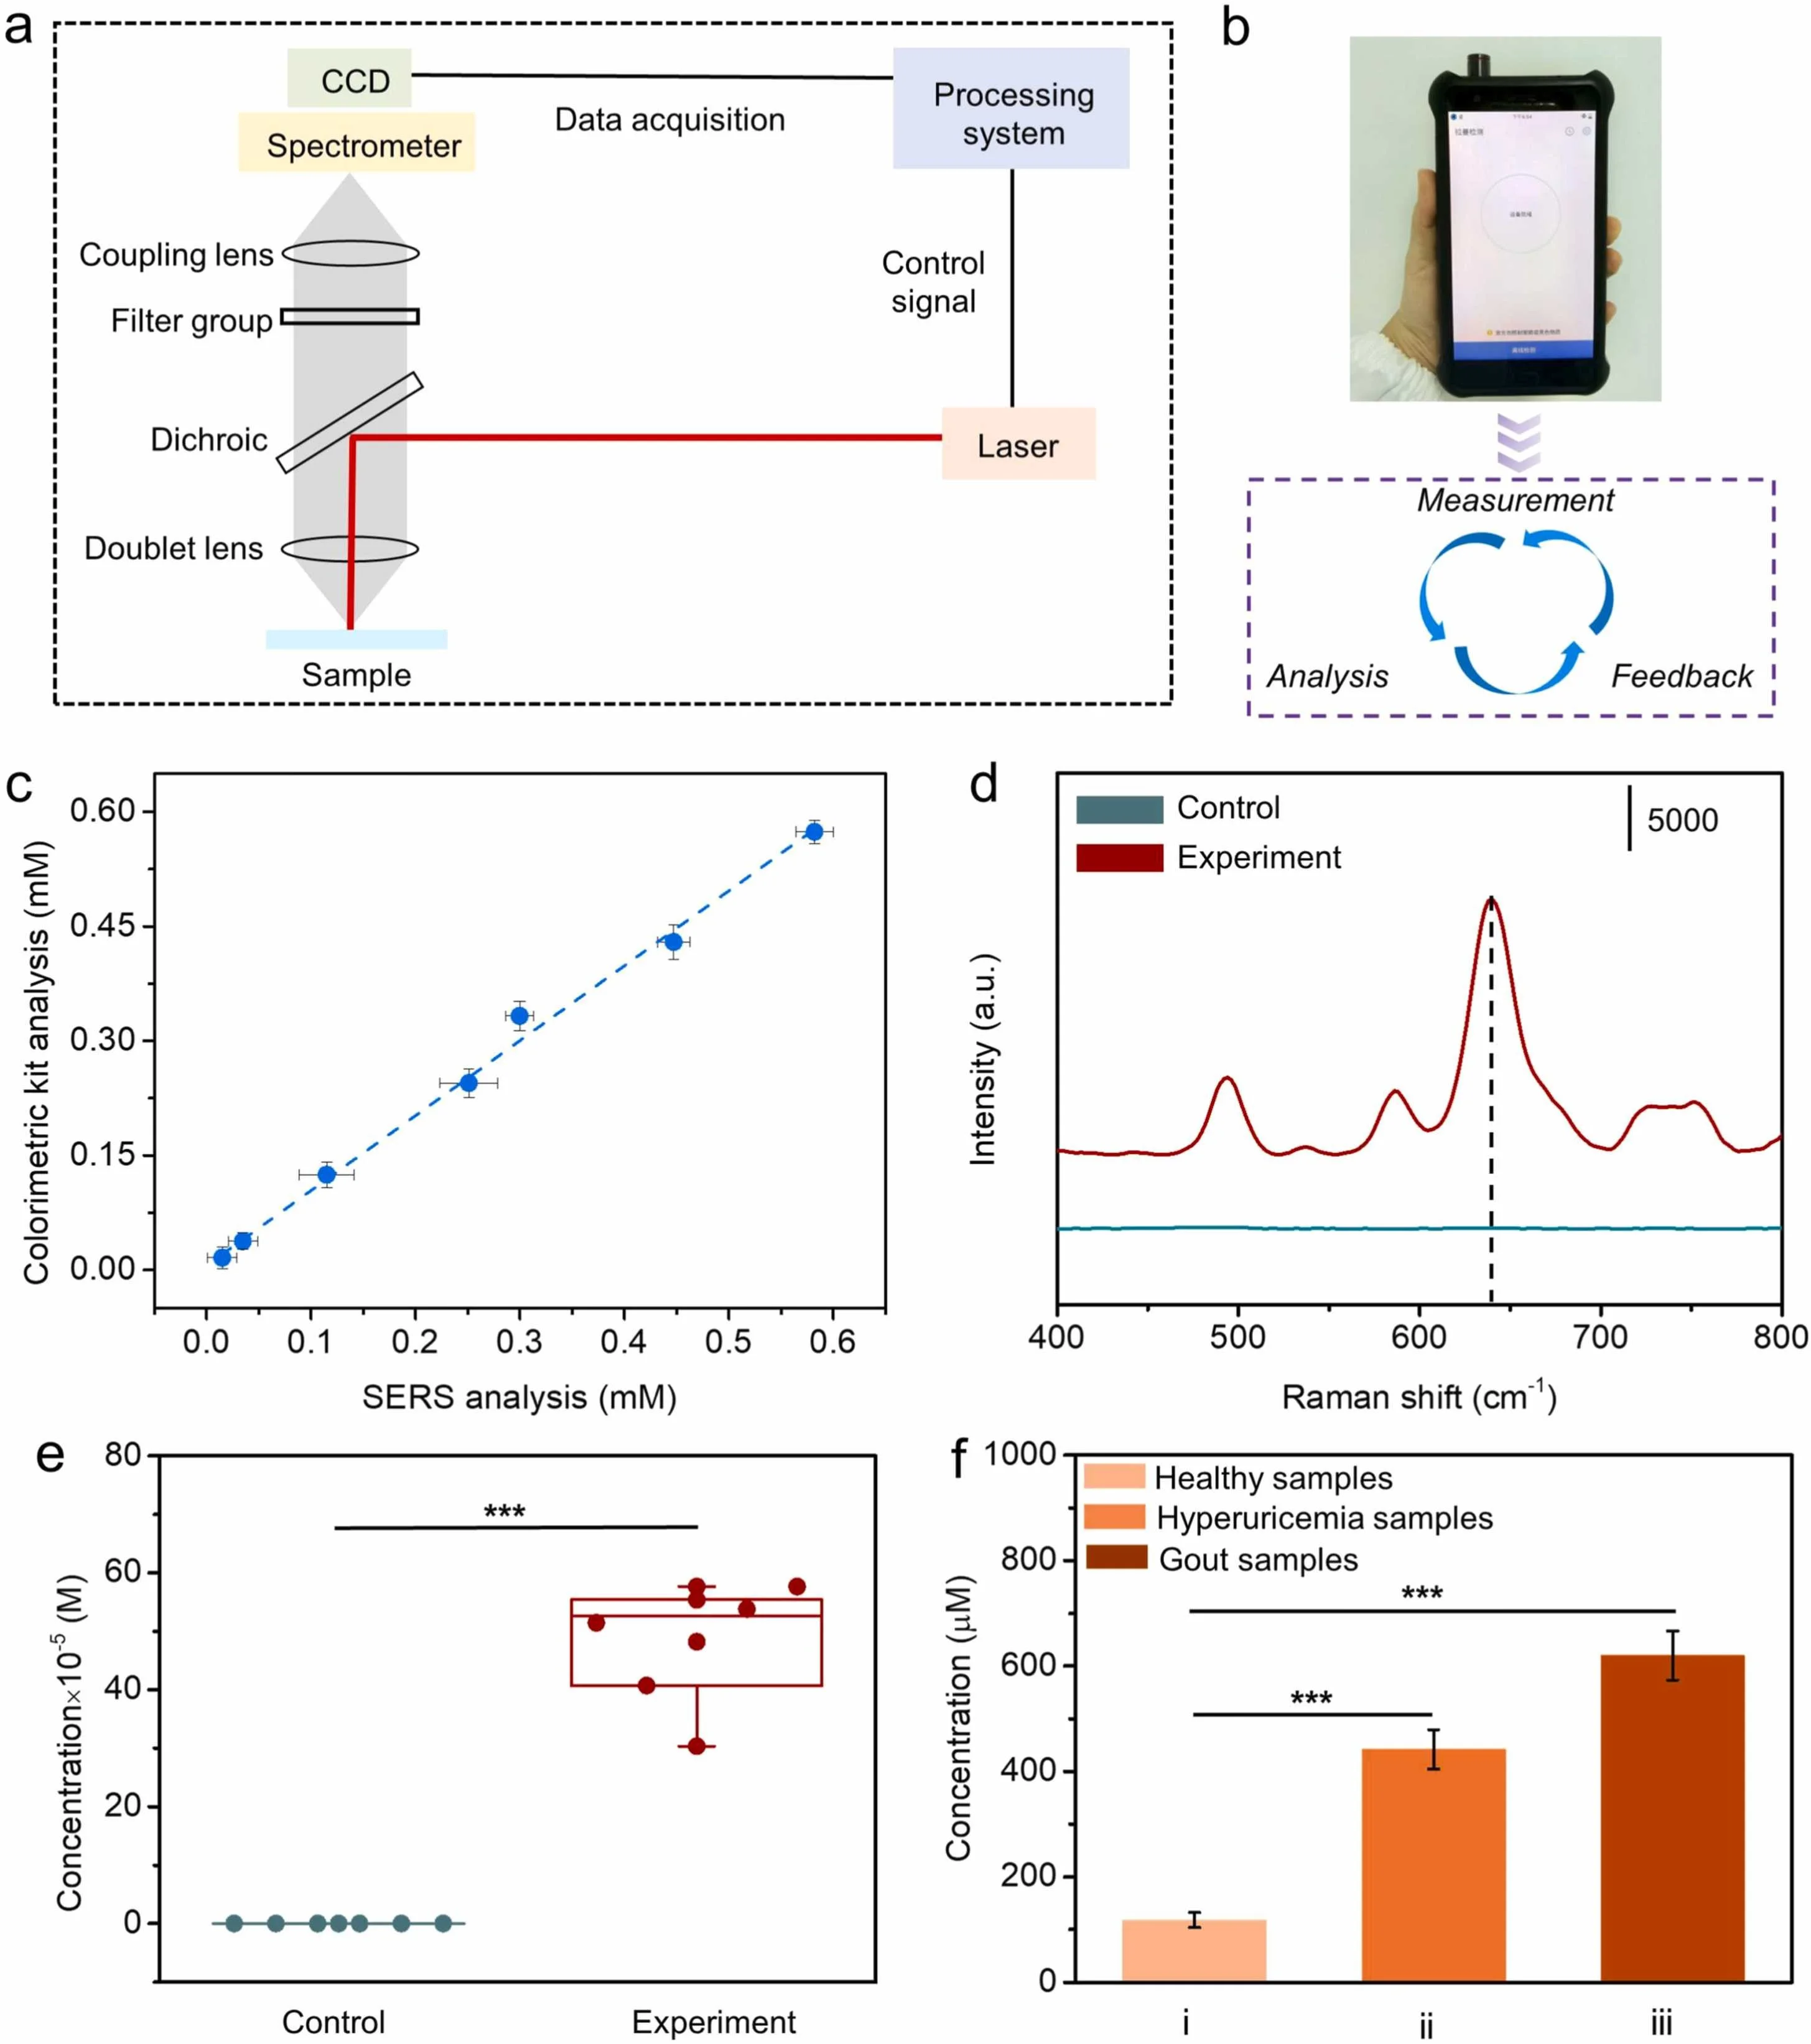 a
CCD
Spectrometer
Data acquisition
Processing
system
Coupling lens
Filter group
Dichroic
Doublet lens
Sample
Control
signal
Laser
b
拉曼检测
Measurement
Analysis
Feedback
c
Colorimetric kit analysis (mM)
0.60
0.45
0.30
0.15
0.00
0.0 0.1 0.2 0.3 0.4 0.5 0.6
SERS analysis (mM)
d
Control
Experiment
5000
Intensity (a.u.)
400 500 600 700 800
Raman shift (cm⁻¹)
e
Concentration×10⁻⁵ (M)
80
60
40
20
0
***
Control Experiment
f
Concentration (μM)
1000
800
600
400
200
0
Healthy samples
Hyperuricemia samples
Gout samples
***
***
i ii iii